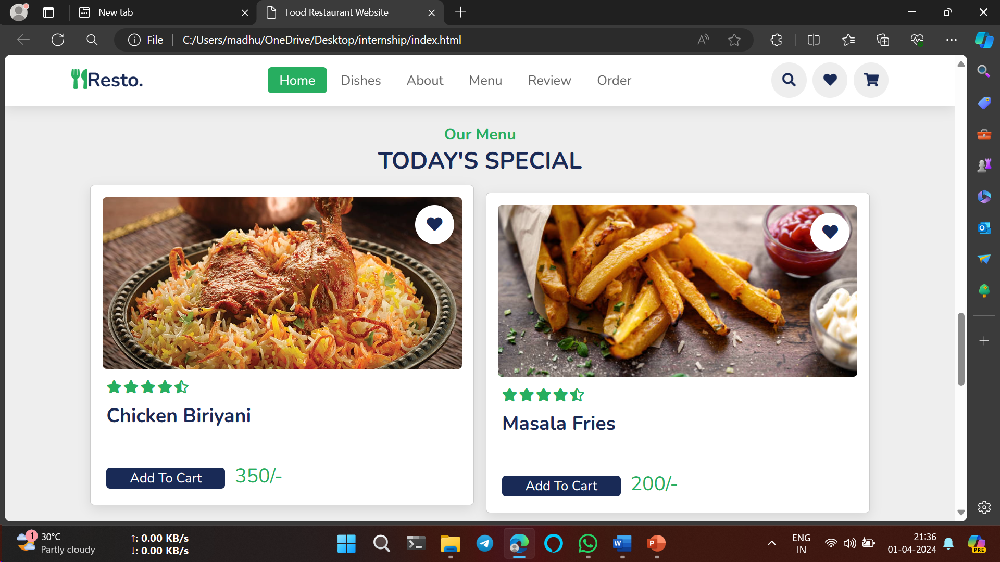 New tab
Food Restaurant Website
File
C:/Users/madhu/OneDrive/Desktop/internship/index.html
Resto.
Home Dishes About Menu Review Order
Our Menu
TODAY'S SPECIAL
Chicken Biriyani
Add To Cart 350/-
Masala Fries
Add To Cart 200/-
1
30°C
Partly cloudy
↑: 0.00 KB/s
↓: 0.00 KB/s
ENG
IN
21:36
01-04-2024
PRE